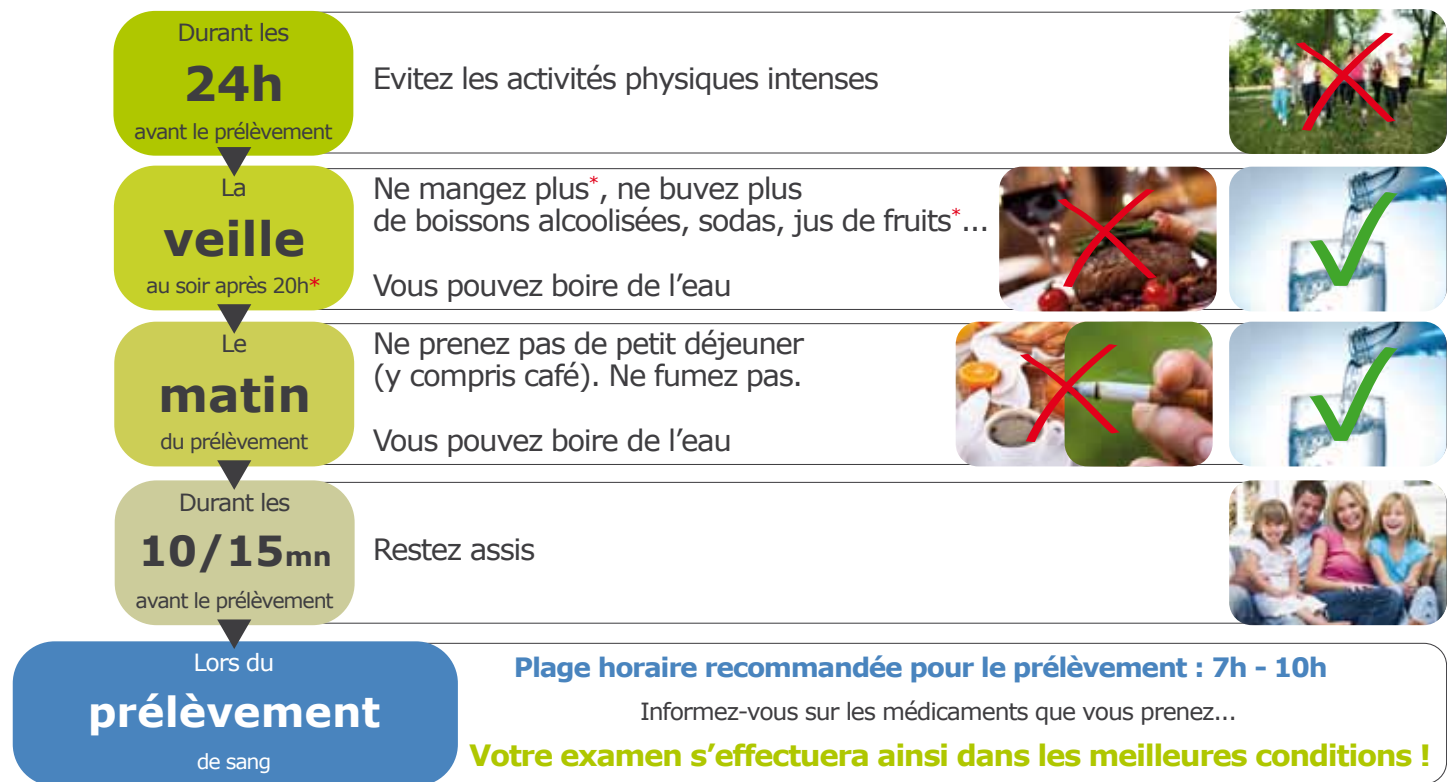 Durant les
24h
avant le prélèvement
Evitez les activités physiques intenses
La
veille
au soir après 20h*
Ne mangez plus*, ne buvez plus
de boissons alcoolisées, sodas, jus de fruits*...
Vous pouvez boire de l’eau
Le
matin
du prélèvement
Ne prenez pas de petit déjeuner
(y compris café). Ne fumez pas.
Vous pouvez boire de l’eau
Durant les
10/15mn
avant le prélèvement
Restez assis
Lors du
prélèvement
de sang
Plage horaire recommandée pour le prélèvement : 7h - 10h
Informez-vous sur les médicaments que vous prenez...
Votre examen s’effectuera ainsi dans les meilleures conditions !